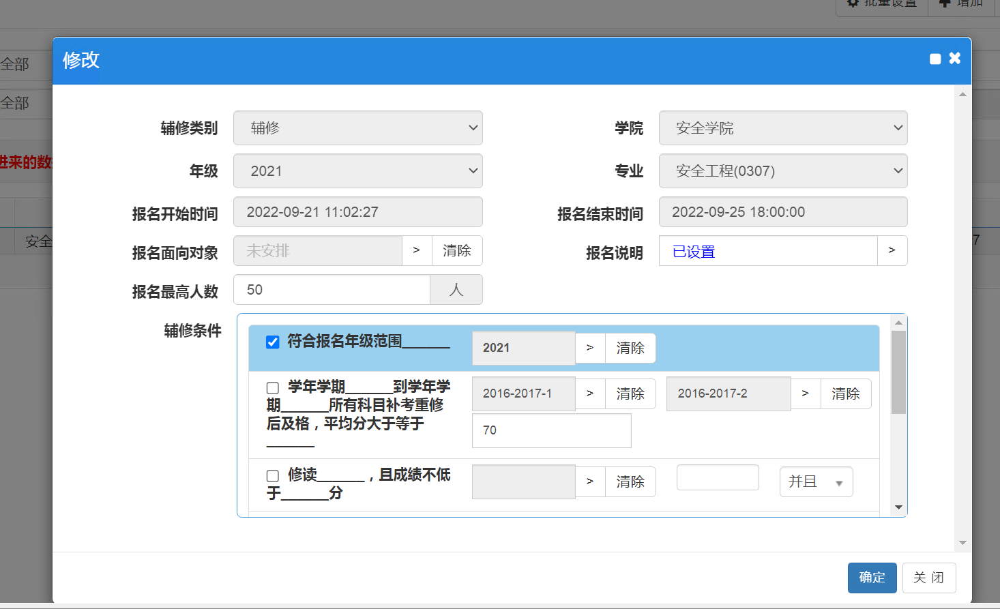 批量设置 增加
修改
全部
全部
进来的数
安全
7
辅修类别 辅修 学院 安全学院
年级 2021 专业 安全工程(0307)
报名开始时间 2022-09-21 11:02:27 报名结束时间 2022-09-25 18:00:00
报名面向对象 未安排 > 清除 报名说明 已设置 >
报名最高人数 50 人
辅修条件
符合报名年级范围_______ 2021 > 清除
学年学期_______到学年学 2016-2017-1 > 清除 2016-2017-2 > 清除
期_______所有科目补考重修
后及格，平均分大于等于 70
_______
修读_______，且成绩不低 > 清除 并且
于_______分
确定 关 闭